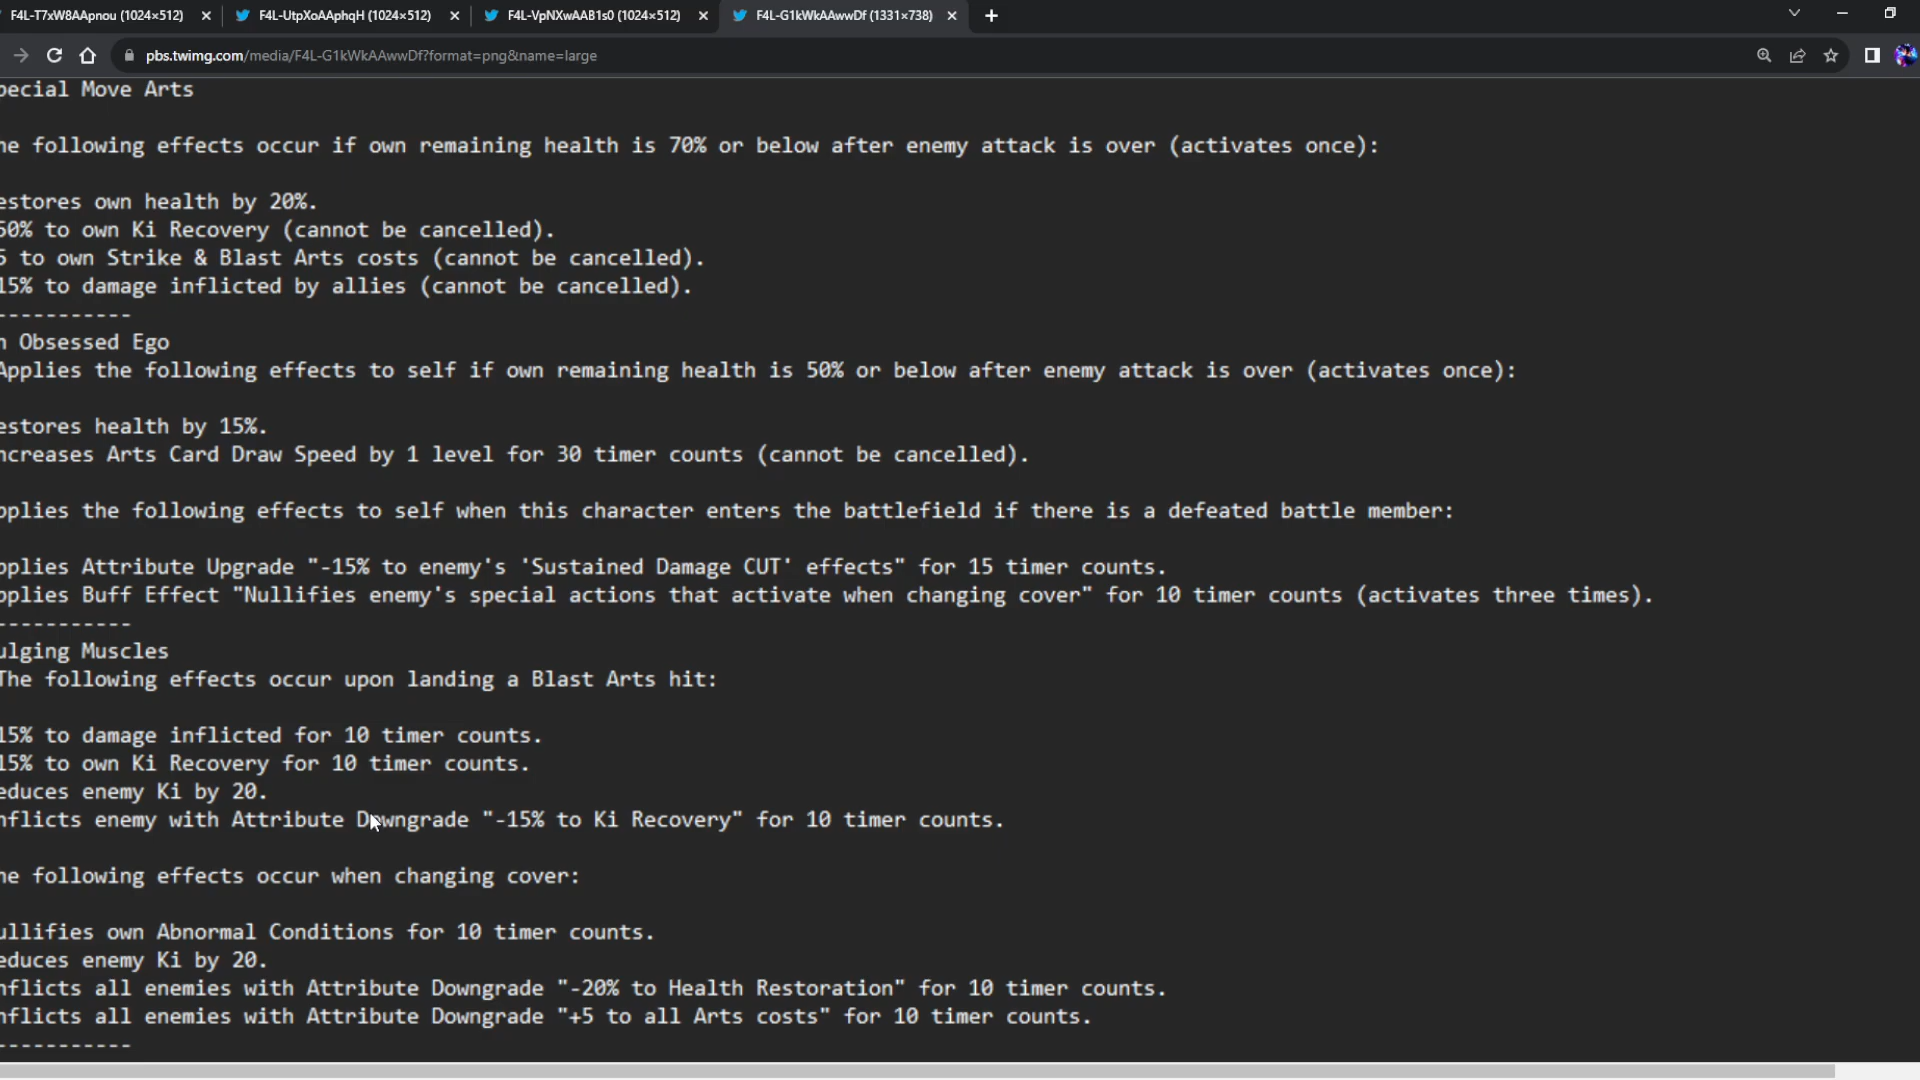 F4L-T7xW8AApnou (1024×512)
F4L-UtpXoAAphqH (1024×512)
F4L-VpNXwAAB1s0 (1024×512)
F4L-G1kWkAAwwDf (1331×738)
pbs.twimg.com/media/F4L-G1kWkAAwwDf?format=png&name=large
pecial Move Arts
he following effects occur if own remaining health is 70% or below after enemy attack is over (activates once):
estores own health by 20%.
50% to own Ki Recovery (cannot be cancelled).
5 to own Strike & Blast Arts costs (cannot be cancelled).
15% to damage inflicted by allies (cannot be cancelled).
-----------
n Obsessed Ego
Applies the following effects to self if own remaining health is 50% or below after enemy attack is over (activates once):
estores health by 15%.
ncreases Arts Card Draw Speed by 1 level for 30 timer counts (cannot be cancelled).
pplies the following effects to self when this character enters the battlefield if there is a defeated battle member:
pplies Attribute Upgrade "-15% to enemy's 'Sustained Damage CUT' effects" for 15 timer counts.
pplies Buff Effect "Nullifies enemy's special actions that activate when changing cover" for 10 timer counts (activates three times).
-----------
ulging Muscles
The following effects occur upon landing a Blast Arts hit:
15% to damage inflicted for 10 timer counts.
15% to own Ki Recovery for 10 timer counts.
educes enemy Ki by 20.
nflicts enemy with Attribute Downgrade "-15% to Ki Recovery" for 10 timer counts.
he following effects occur when changing cover:
ullifies own Abnormal Conditions for 10 timer counts.
educes enemy Ki by 20.
nflicts all enemies with Attribute Downgrade "-20% to Health Restoration" for 10 timer counts.
nflicts all enemies with Attribute Downgrade "+5 to all Arts costs" for 10 timer counts.
-----------